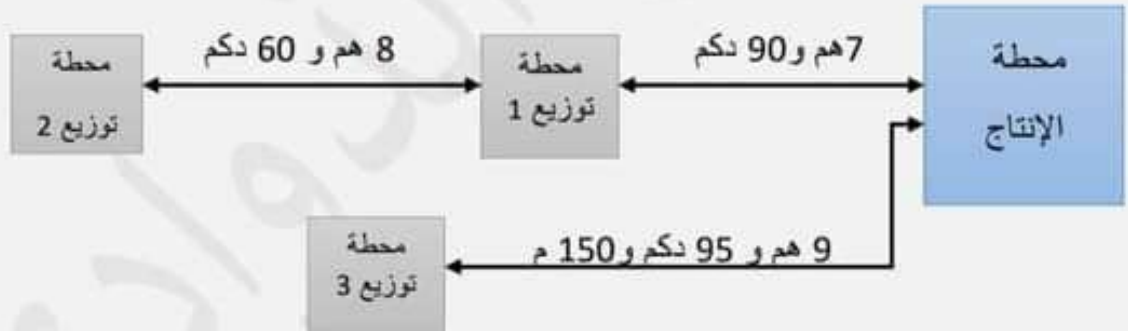 محطة
الإنتاج
7هم و90 دكم
محطة
توزيع 1
8 هم و 60 دكم
محطة
توزيع 2
9 هم و 95 دكم و150 م
محطة
توزيع 3